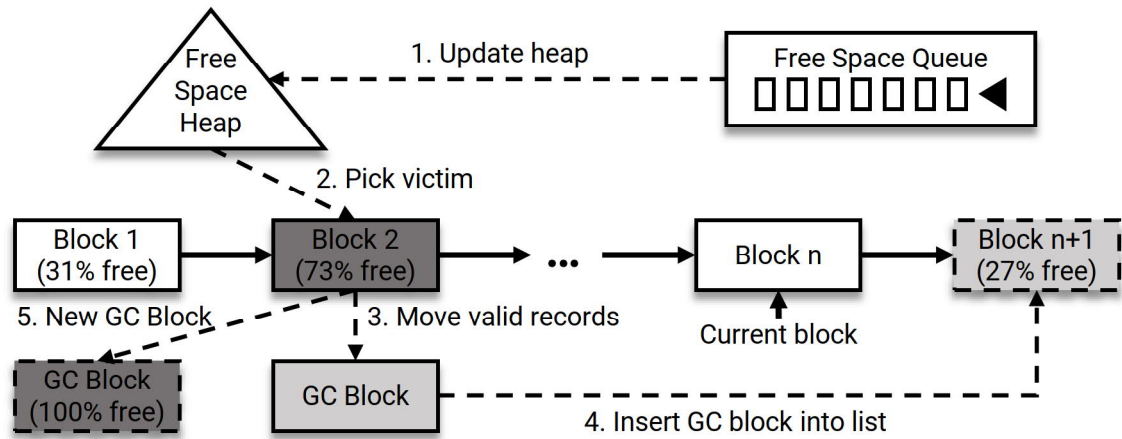 1. Update heap
Free
Space
Heap
Free Space Queue
2. Pick victim
Block 1
(31% free)
Block 2
(73% free)
...
Block n
Block n+1
(27% free)
5. New GC Block
3. Move valid records
Current block
GC Block
(100% free)
GC Block
4. Insert GC block into list